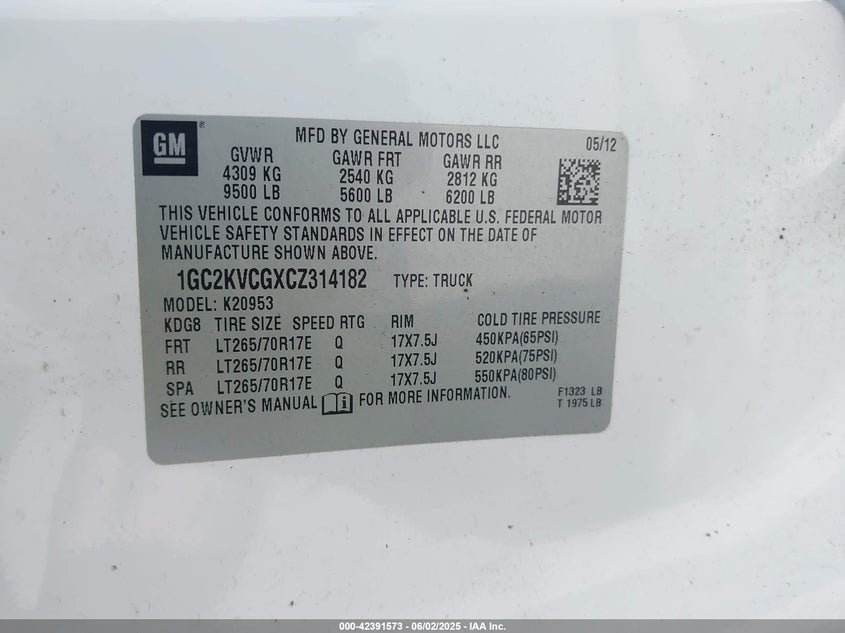 GM ®
MFD BY GENERAL MOTORS LLC 05/12
GVWR GAWR FRT GAWR RR
4309 KG 2540 KG 2812 KG
9500 LB 5600 LB 6200 LB
THIS VEHICLE CONFORMS TO ALL APPLICABLE U.S. FEDERAL MOTOR
VEHICLE SAFETY STANDARDS IN EFFECT ON THE DATE OF
MANUFACTURE SHOWN ABOVE.
1GC2KVCGXCZ314182 TYPE: TRUCK
MODEL: K20953
KDG8 TIRE SIZE SPEED RTG RIM COLD TIRE PRESSURE
FRT LT265/70R17E Q 17X7.5J 450KPA(65PSI)
RR LT265/70R17E Q 17X7.5J 520KPA(75PSI)
SPA LT265/70R17E Q 17X7.5J 550KPA(80PSI)
SEE OWNER'S MANUAL i FOR MORE INFORMATION.
F1323 LB
T 1975 LB
000-42391573 — 06/02/2025 — IAA Inc.